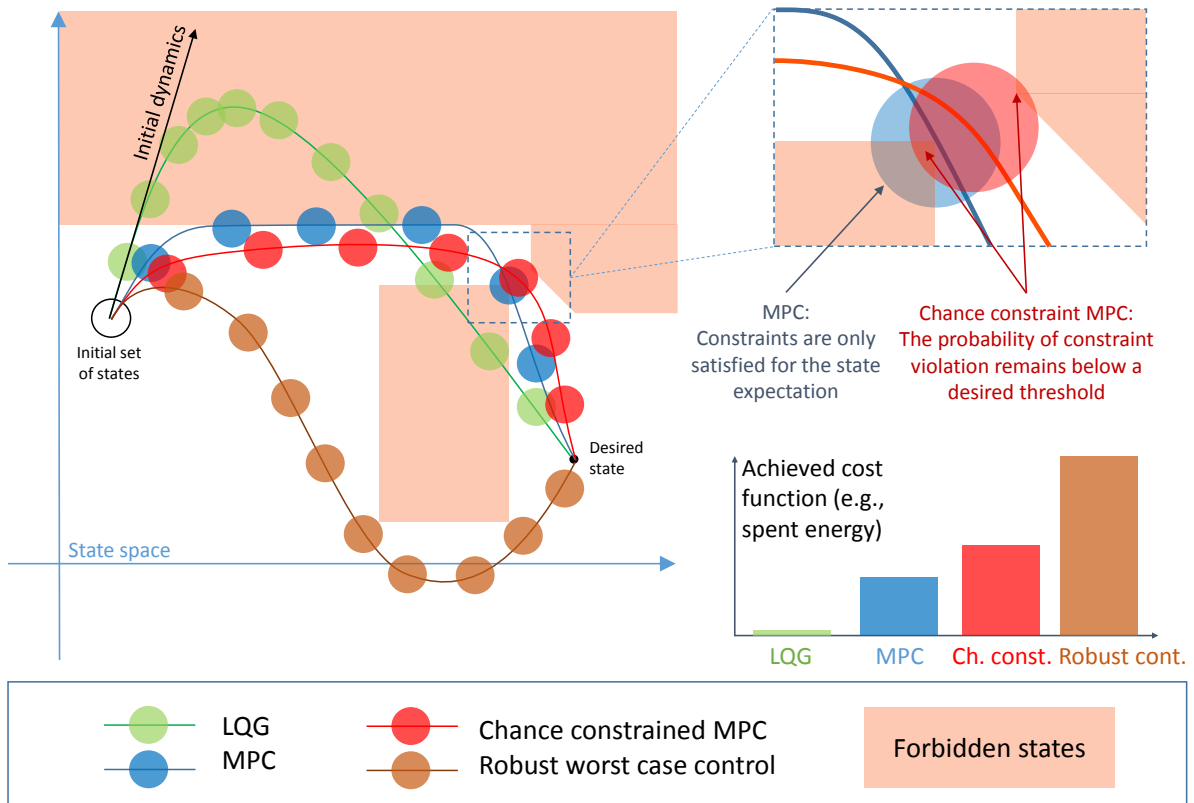 Initial dynamics
Initial set
of states
Desired
state
State space
MPC:
Constraints are only
satisfied for the state
expectation
Chance constraint MPC:
The probability of constraint
violation remains below a
desired threshold
Achieved cost
function (e.g.,
spent energy)
LQG
MPC
Ch. const.
Robust cont.
LQG
MPC
Chance constrained MPC
Robust worst case control
Forbidden states